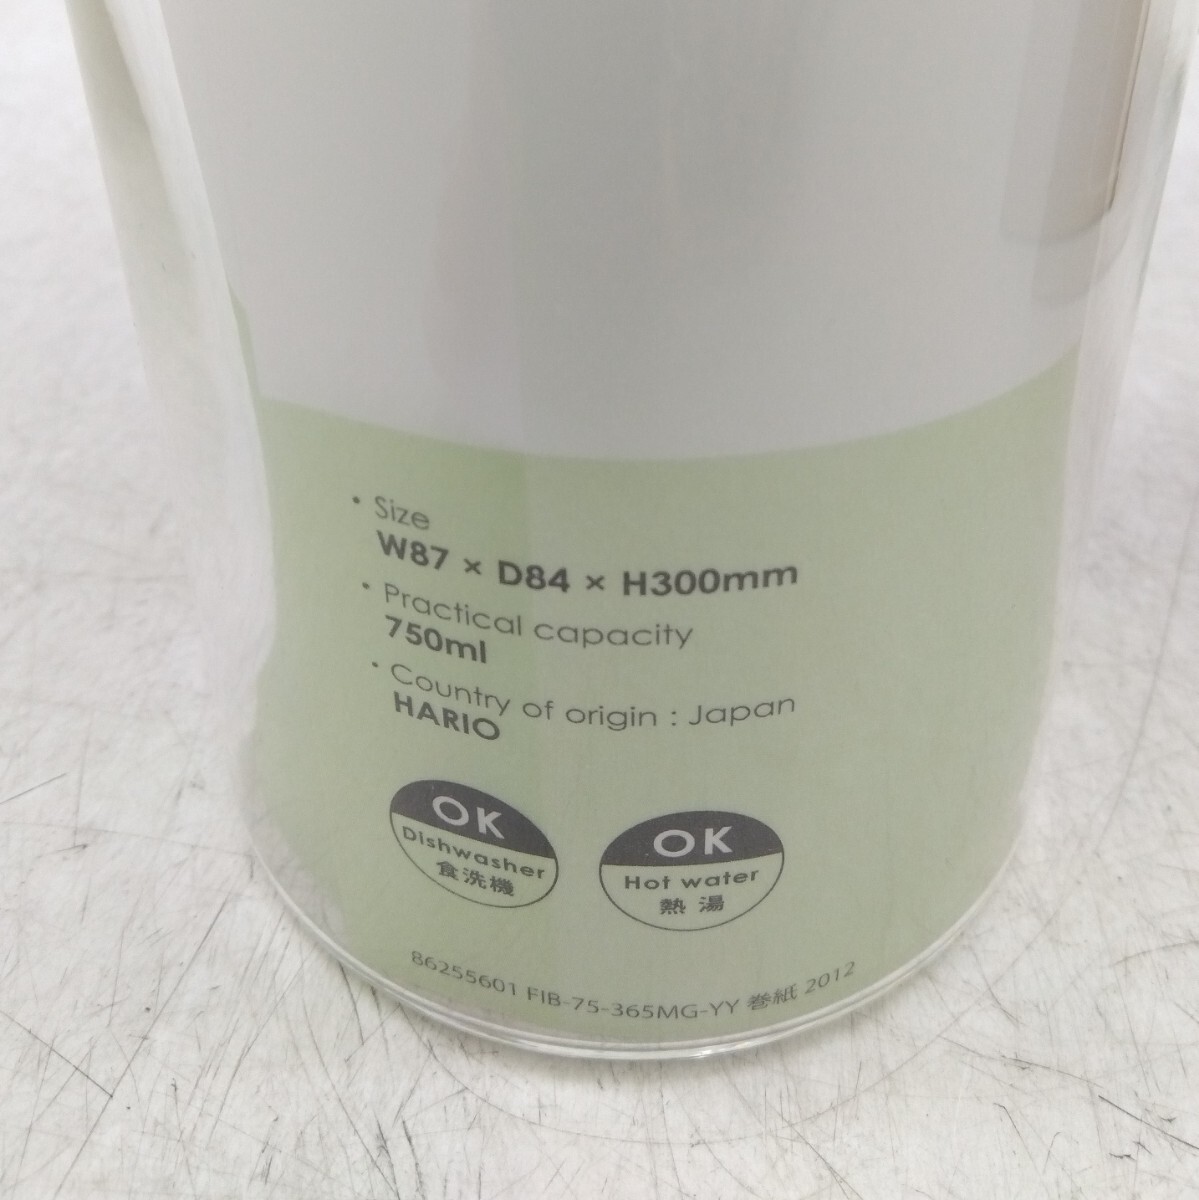 ・Size
W87 × D84 × H300mm
・Practical capacity
750ml
・Country of origin : Japan
HARIO
OK
Dishwasher
食洗機
OK
Hot water
熱 湯
86255601 FIB-75-365MG-YY 巻紙 2012